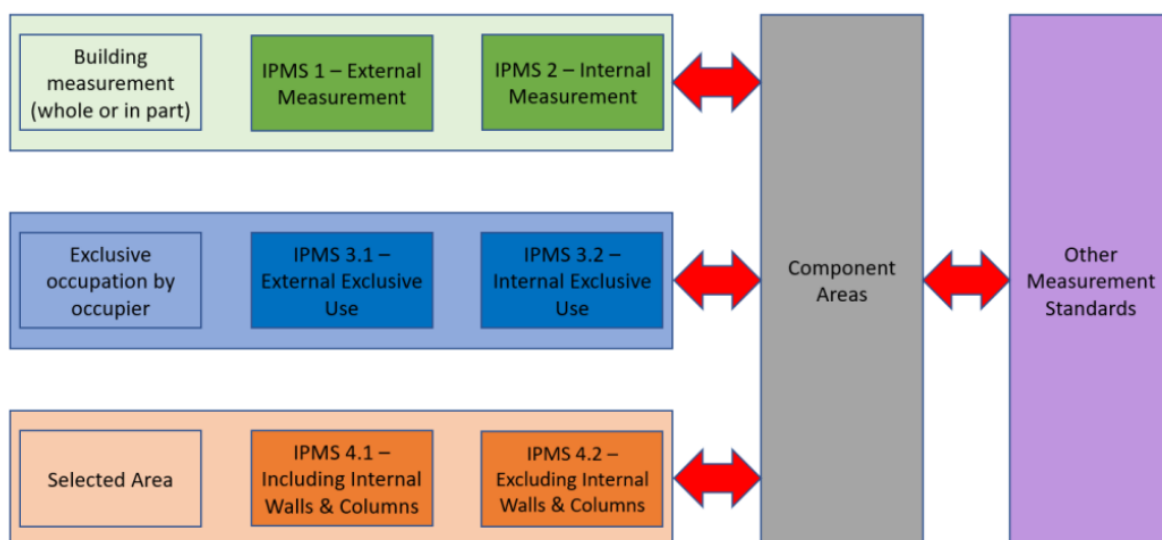 Building
measurement
(whole or in part)
IPMS 1 – External
Measurement
IPMS 2 – Internal
Measurement
Exclusive
occupation by
occupier
IPMS 3.1 –
External Exclusive
Use
IPMS 3.2 –
Internal Exclusive
Use
Selected Area
IPMS 4.1 –
Including Internal
Walls & Columns
IPMS 4.2 –
Excluding Internal
Walls & Columns
Component
Areas
Other
Measurement
Standards